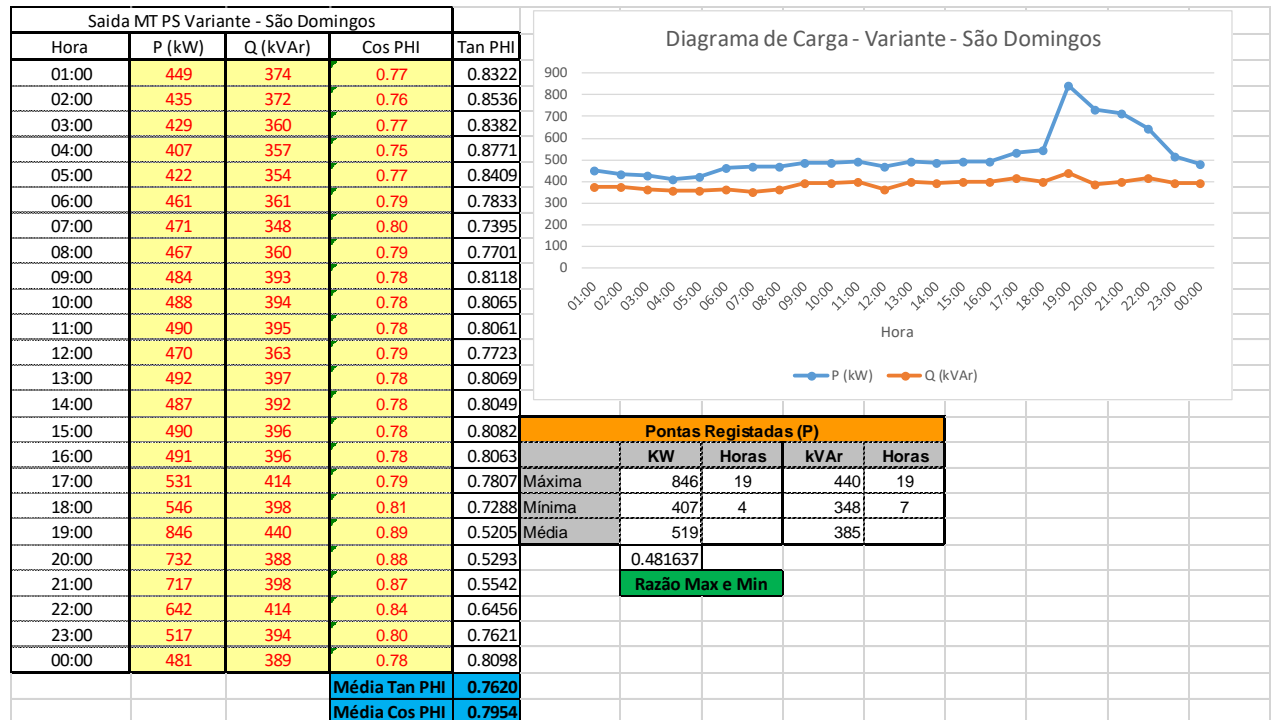 Saida MT PS Variante - São Domingos
Hora P (kW) Q (kVAr) Cos PHI Tan PHI
01:00 449 374 0.77 0.8322
02:00 435 372 0.76 0.8536
03:00 429 360 0.77 0.8382
04:00 407 357 0.75 0.8771
05:00 422 354 0.77 0.8409
06:00 461 361 0.79 0.7833
07:00 471 348 0.80 0.7395
08:00 467 360 0.79 0.7701
09:00 484 393 0.78 0.8118
10:00 488 394 0.78 0.8065
11:00 490 395 0.78 0.8061
12:00 470 363 0.79 0.7723
13:00 492 397 0.78 0.8069
14:00 487 392 0.78 0.8049
15:00 490 396 0.78 0.8082
16:00 491 396 0.78 0.8063
17:00 531 414 0.79 0.7807
18:00 546 398 0.81 0.7288
19:00 846 440 0.89 0.5205
20:00 732 388 0.88 0.5293
21:00 717 398 0.87 0.5542
22:00 642 414 0.84 0.6456
23:00 517 394 0.80 0.7621
00:00 481 389 0.78 0.8098
Média Tan PHI 0.7620
Média Cos PHI 0.7954
Diagrama de Carga - Variante - São Domingos
900
800
700
600
500
400
300
200
100
0
01:00 02:00 03:00 04:00 05:00 06:00 07:00 08:00 09:00 10:00 11:00 12:00 13:00 14:00 15:00 16:00 17:00 18:00 19:00 20:00 21:00 22:00 23:00 00:00
Hora
P (kW) Q (kVAr)
Pontas Registadas (P)
KW Horas kVAr Horas
Máxima 846 19 440 19
Mínima 407 4 348 7
Média 519 385
0.481637
Razão Max e Min